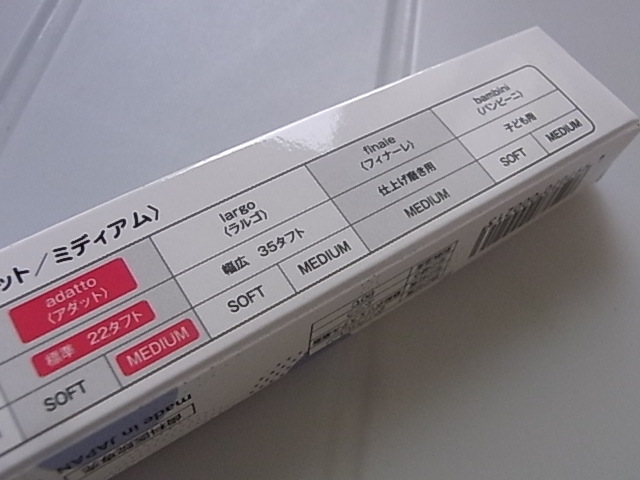 ット／ミディアム〉
adatto
〈アダット〉
標準 22タフト
SOFT
MEDIUM
largo
〈ラルゴ〉
幅広 35タフト
SOFT
MEDIUM
finale
〈フィナーレ〉
仕上げ磨き用
MEDIUM
bambini
〈バンビーニ〉
子ども用
SOFT
MEDIUM
made in JAPAN